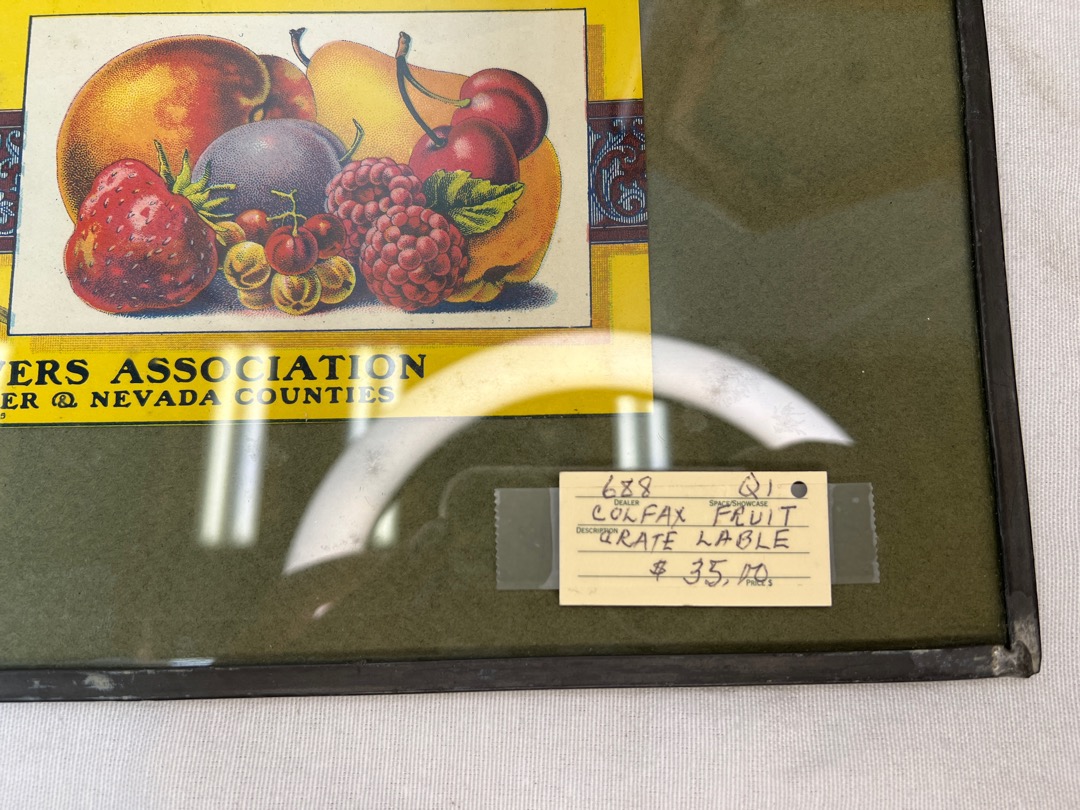 VERS ASSOCIATION
ER & NEVADA COUNTIES
688 Q1
DEALER SPACE/SHOWCASE
COLFAX FRUIT
DESCRIPTION
CRATE LABLE
$ 35.00
PRICE $